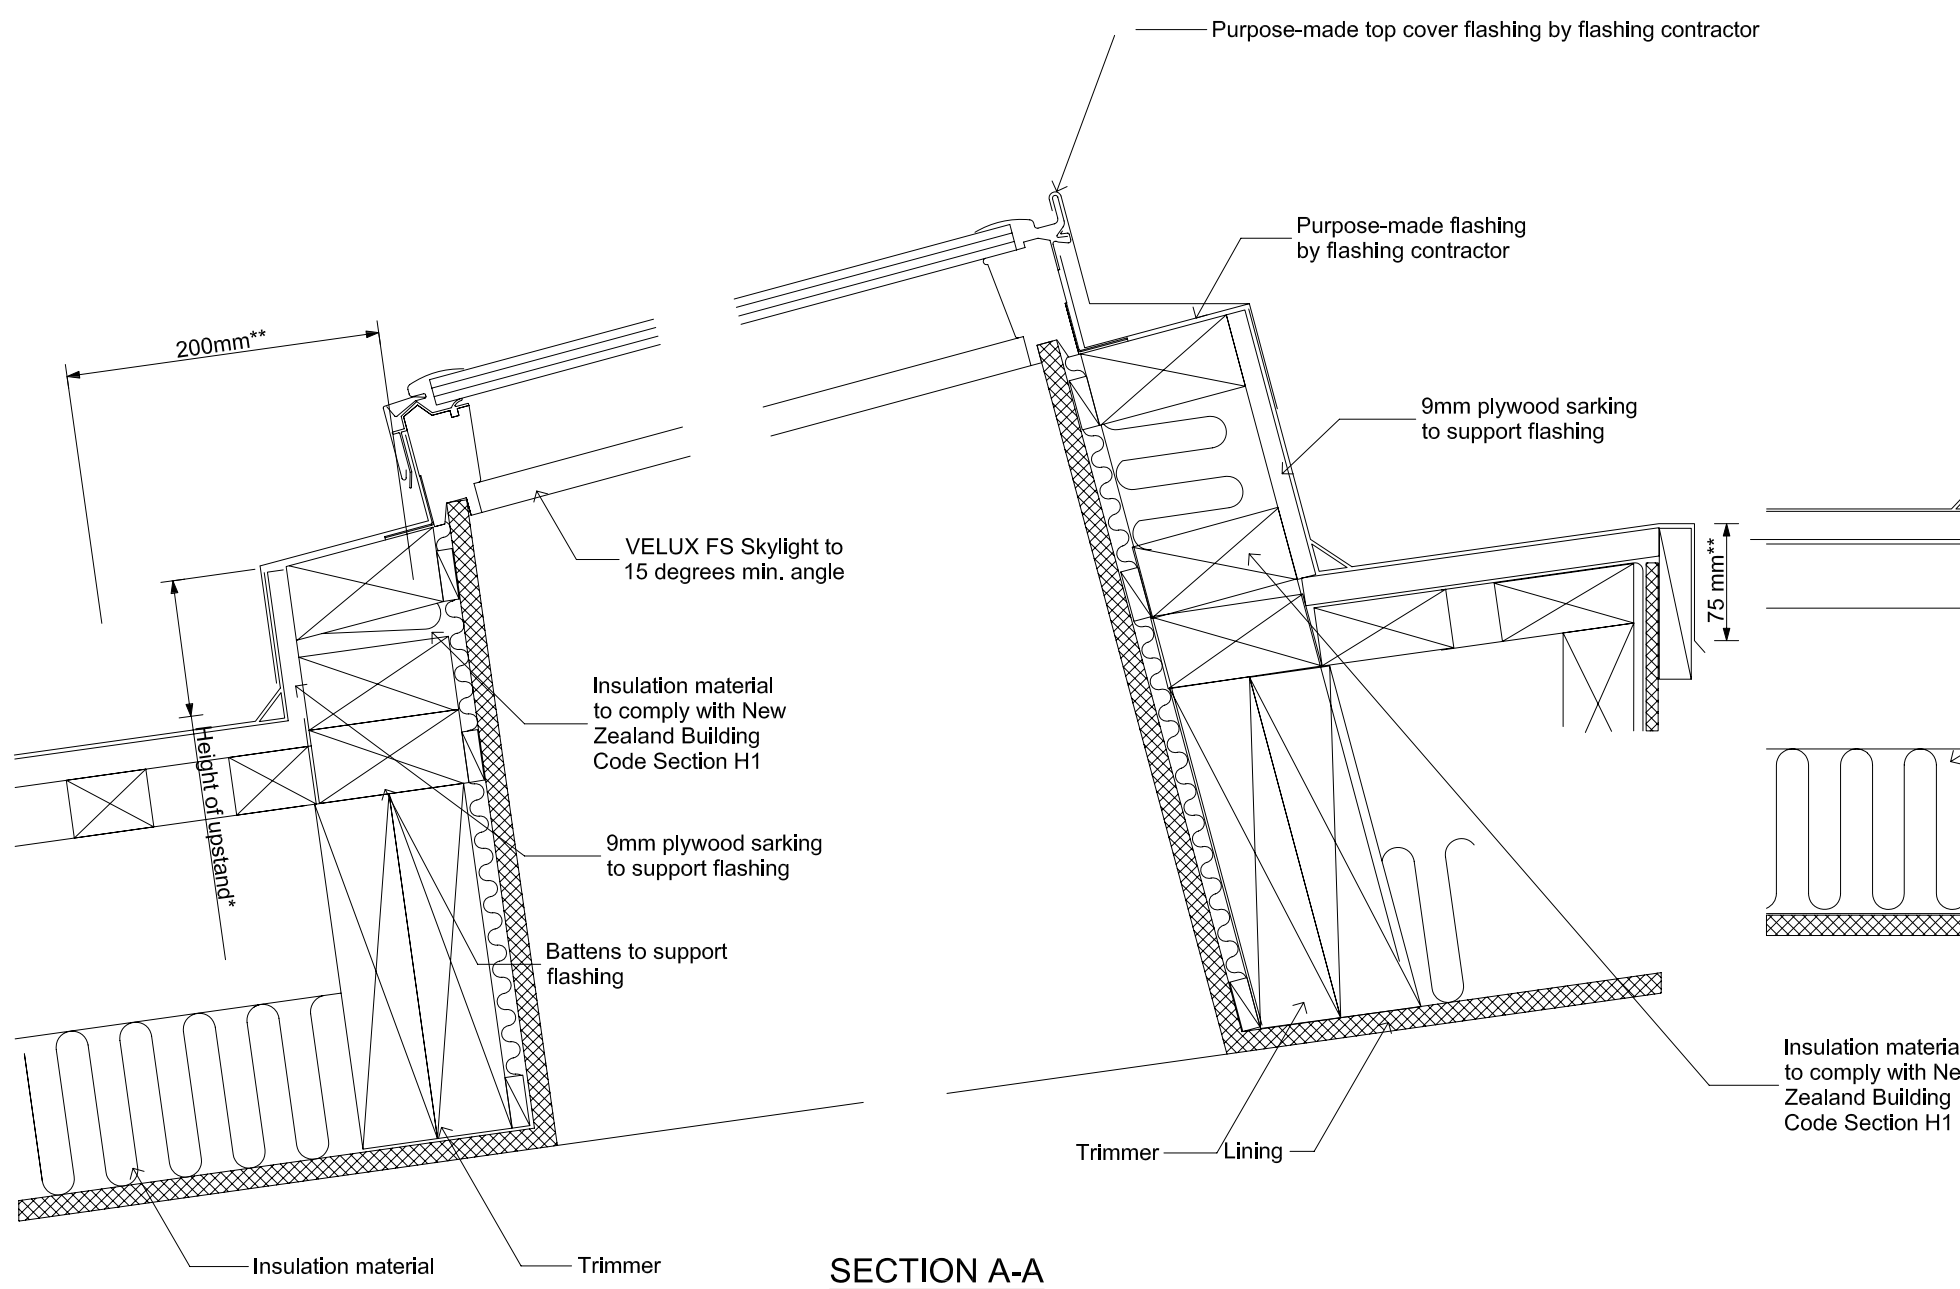 Purpose-made top cover flashing by flashing contractor
Purpose-made flashing
by flashing contractor
200mm**
9mm plywood sarking
to support flashing
VELUX FS Skylight to
15 degrees min. angle
75 mm**
Insulation material
to comply with New
Zealand Building
Code Section H1
Height of upstand*
9mm plywood sarking
to support flashing
Battens to support
flashing
Insulation materia
to comply with Ne
Zealand Building
Code Section H1
Trimmer
Lining
Insulation material
Trimmer
SECTION A-A